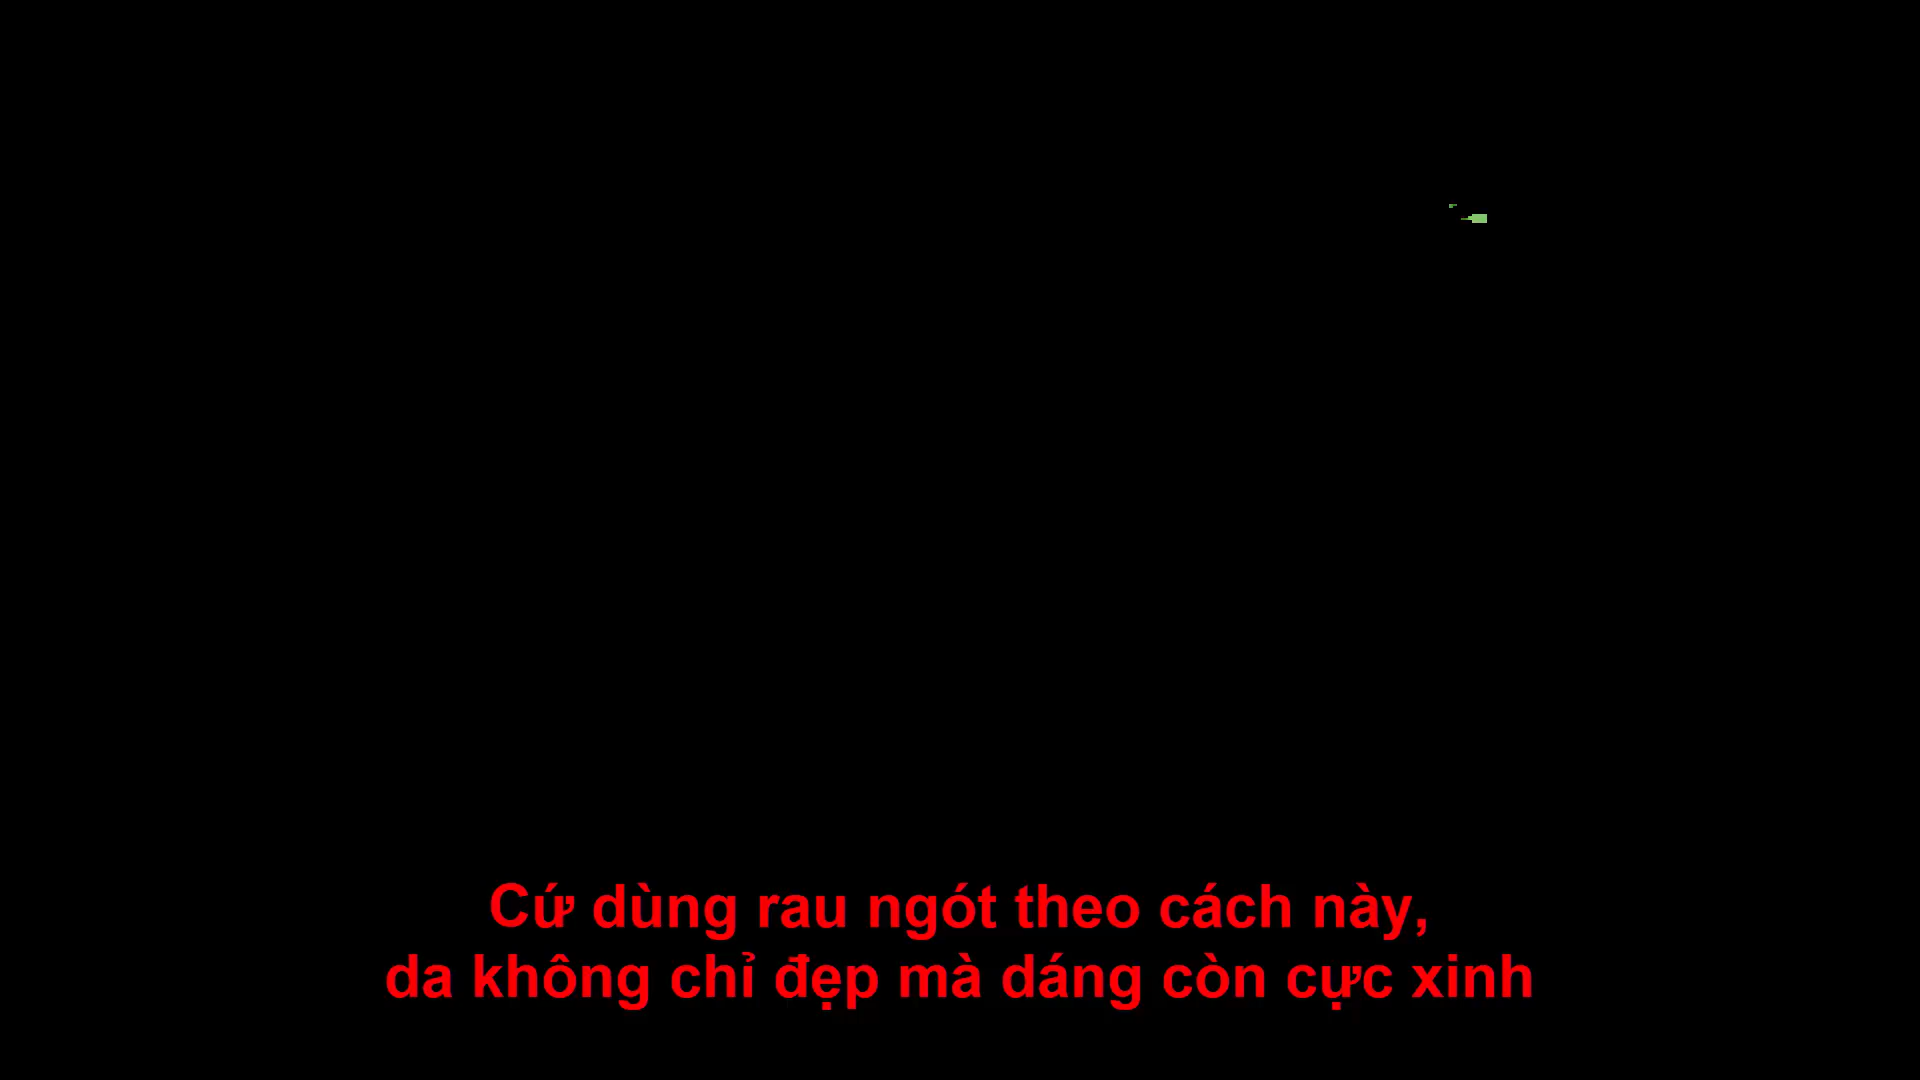 Cứ dùng rau ngót theo cách này,
da không chỉ đẹp mà dáng còn cực xinh